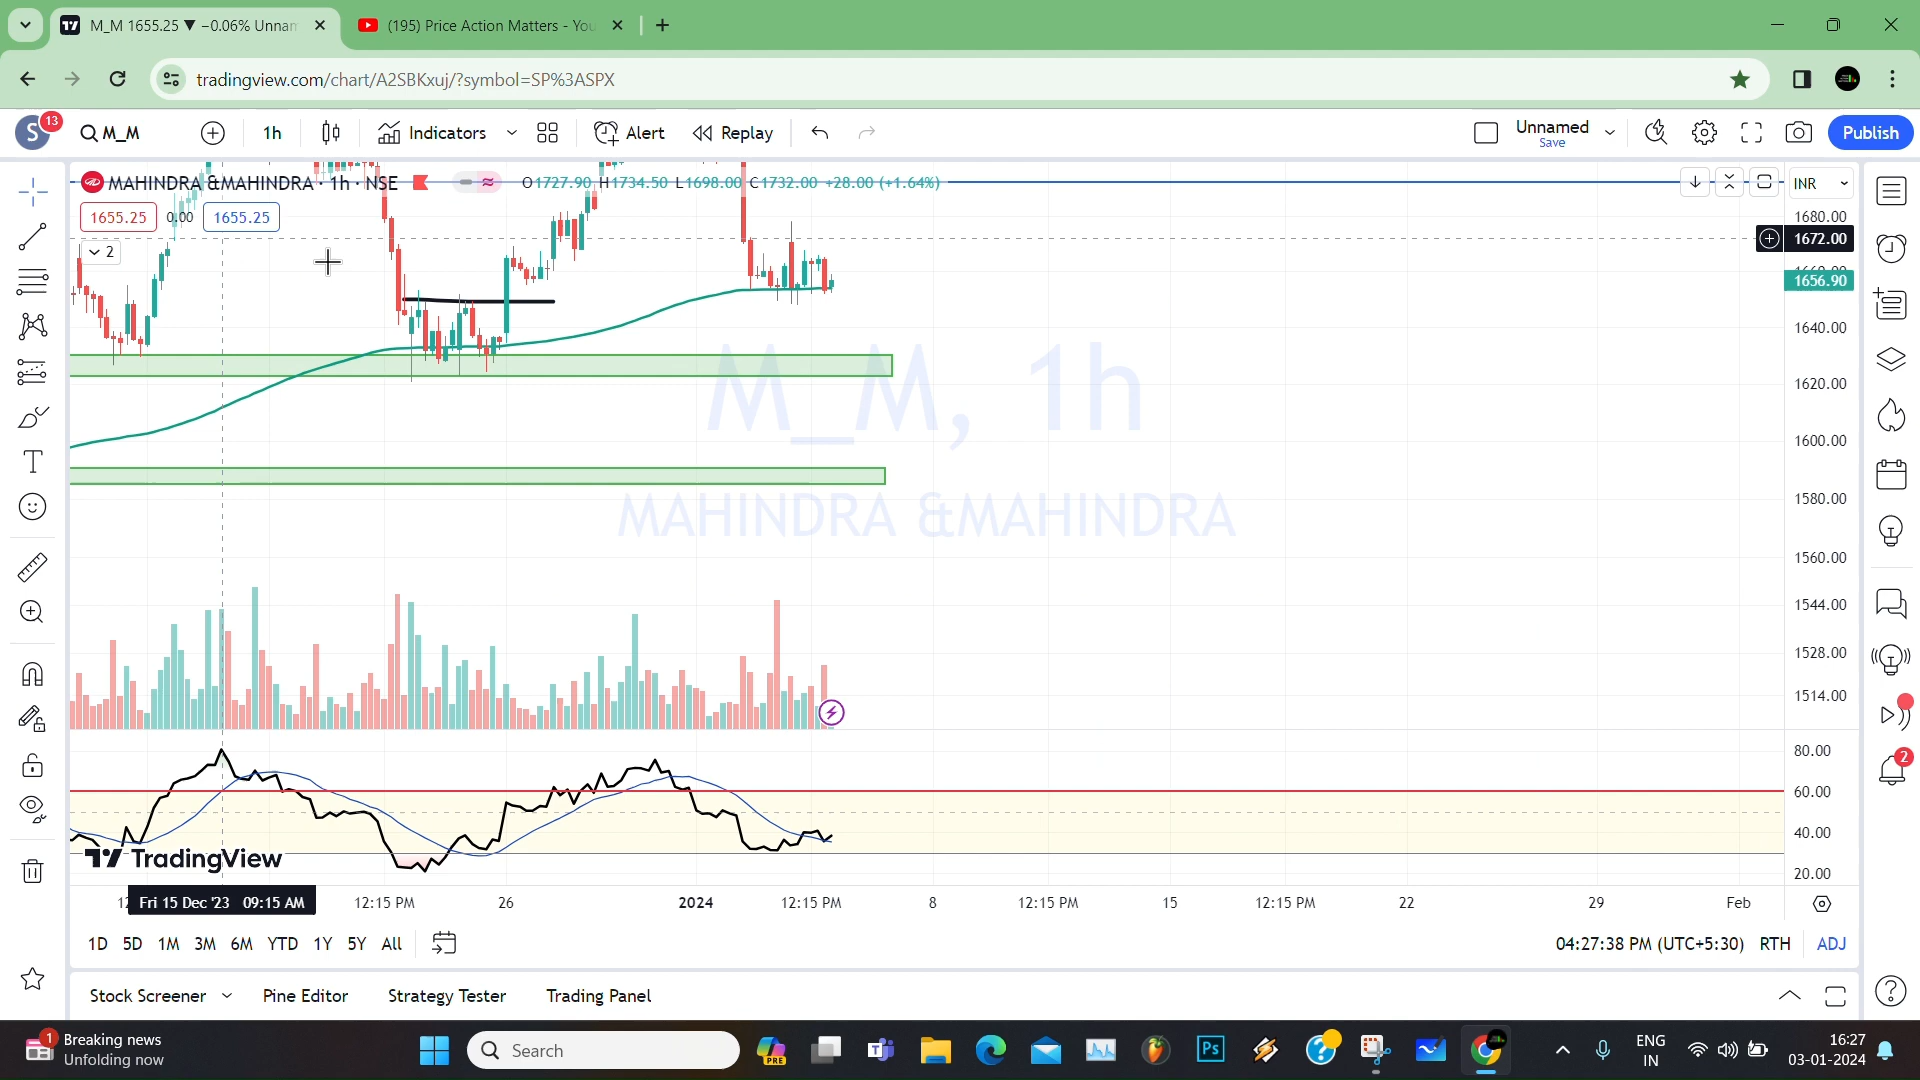 M_M 1655.25 ▼ −0.06% Unnam
(195) Price Action Matters - You
tradingview.com/chart/A2SBKxuj/?symbol=SP%3ASPX
S
13
M_M
1h
Indicators
Alert
Replay
Unnamed
Save
Publish
MAHINDRA &MAHINDRA · 1h · NSE
O1727.90 H1734.50 L1698.00 C1732.00 +28.00 (+1.64%)
INR
1655.25
0.00
1655.25
2
1680.00
1672.00
1656.90
1640.00
1620.00
1600.00
1580.00
1560.00
1544.00
1528.00
1514.00
M_M, 1h
MAHINDRA &MAHINDRA
80.00
60.00
40.00
20.00
TradingView
Fri 15 Dec '23 09:15 AM
12:15 PM
26
2024
12:15 PM
8
12:15 PM
15
12:15 PM
22
29
Feb
1D 5D 1M 3M 6M YTD 1Y 5Y All
04:27:38 PM (UTC+5:30) RTH ADJ
Stock Screener
Pine Editor
Strategy Tester
Trading Panel
2
1
Breaking news
Unfolding now
Search
PRE
Ps
ENG
IN
16:27
03-01-2024